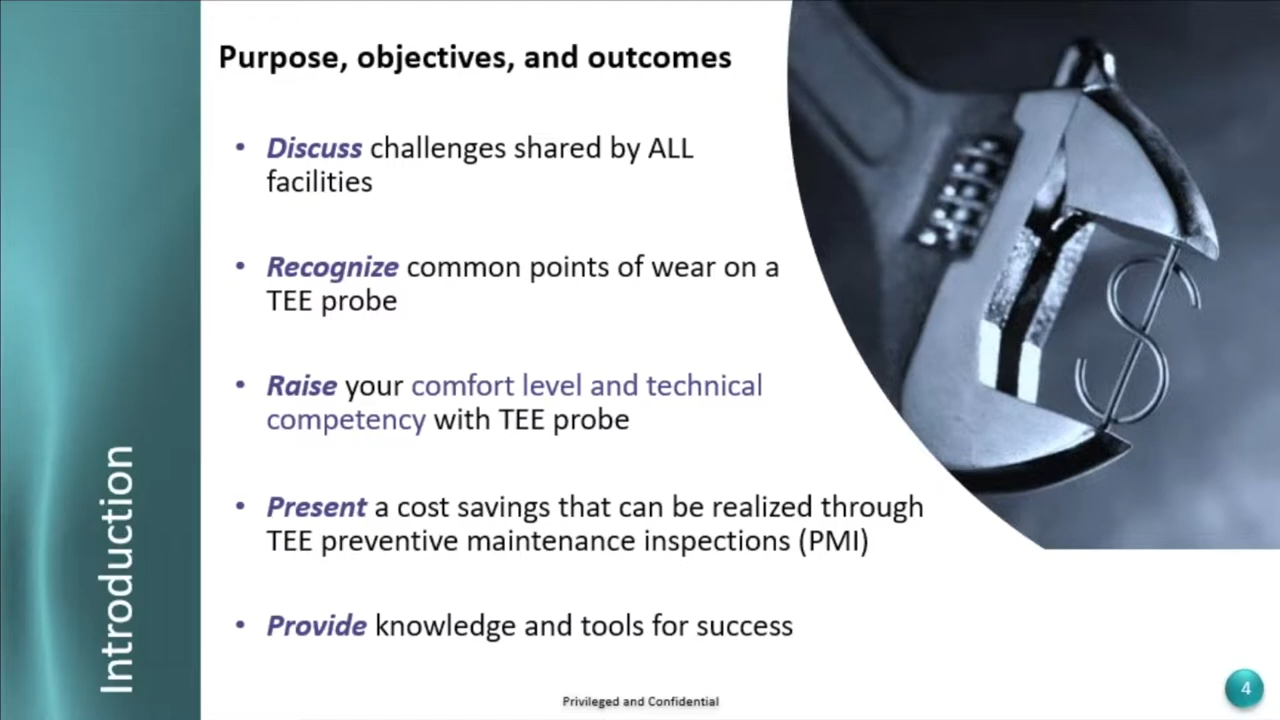 Purpose, objectives, and outcomes
• Discuss challenges shared by ALL
facilities
• Recognize common points of wear on a
TEE probe
• Raise your comfort level and technical
competency with TEE probe
• Present a cost savings that can be realized through
TEE preventive maintenance inspections (PMI)
• Provide knowledge and tools for success
Introduction
Privileged and Confidential
4
$